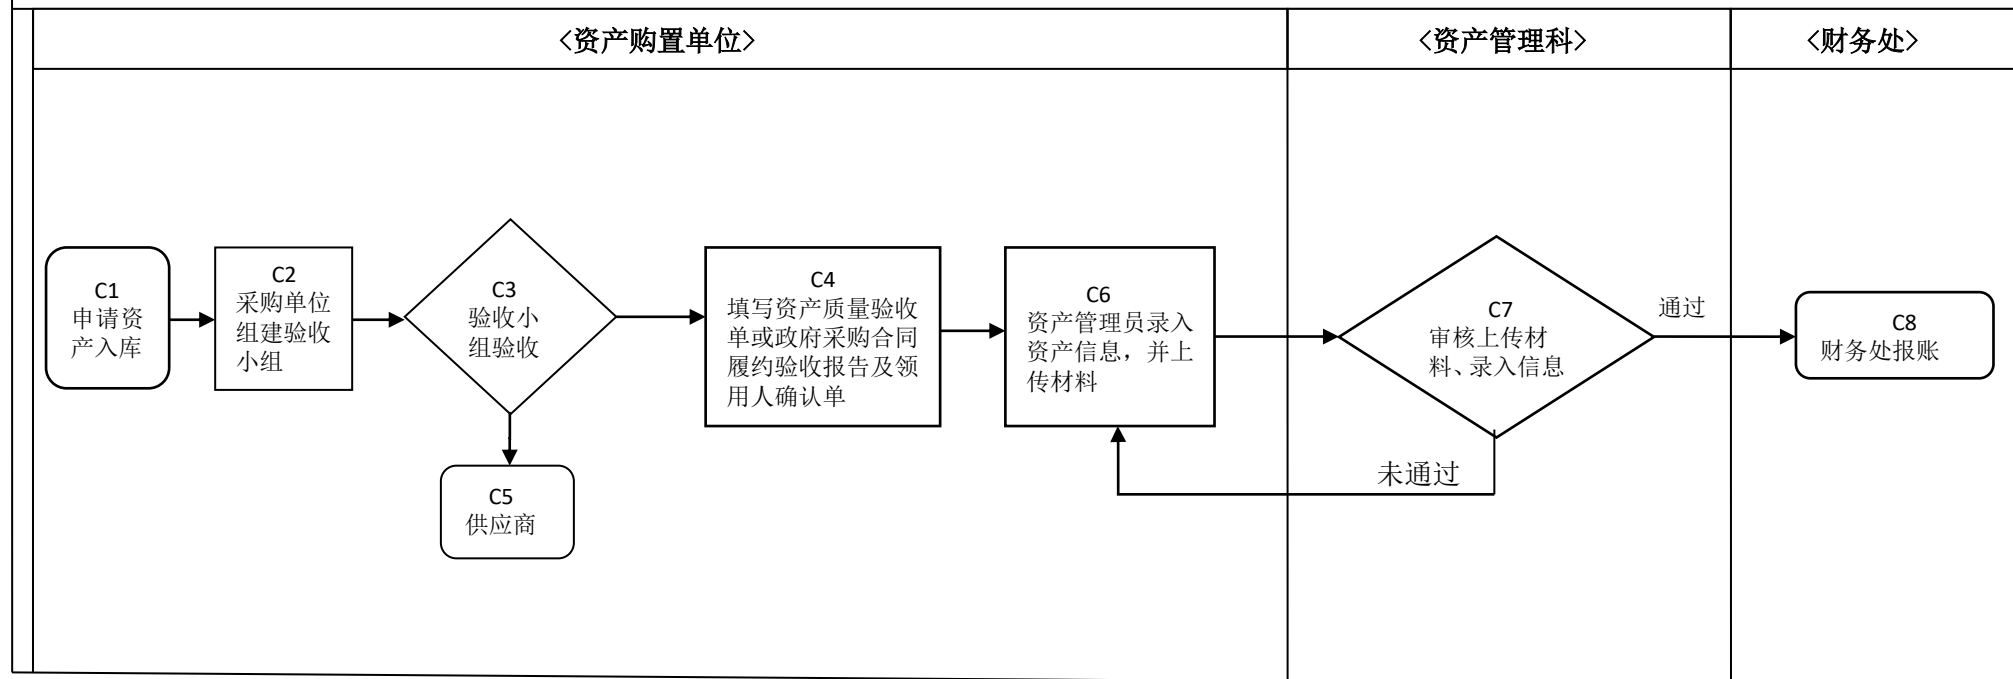 <资产购置单位>
<资产管理科>
<财务处>
C1
申请资
产入库
C2
采购单位
组建验收
小组
C3
验收小
组验收
C4
填写资产质量验收
单或政府采购合同
履约验收报告及领
用人确认单
C5
供应商
C6
资产管理员录入
资产信息，并上
传材料
C7
审核上传材
料、录入信息
通过
未通过
C8
财务处报账